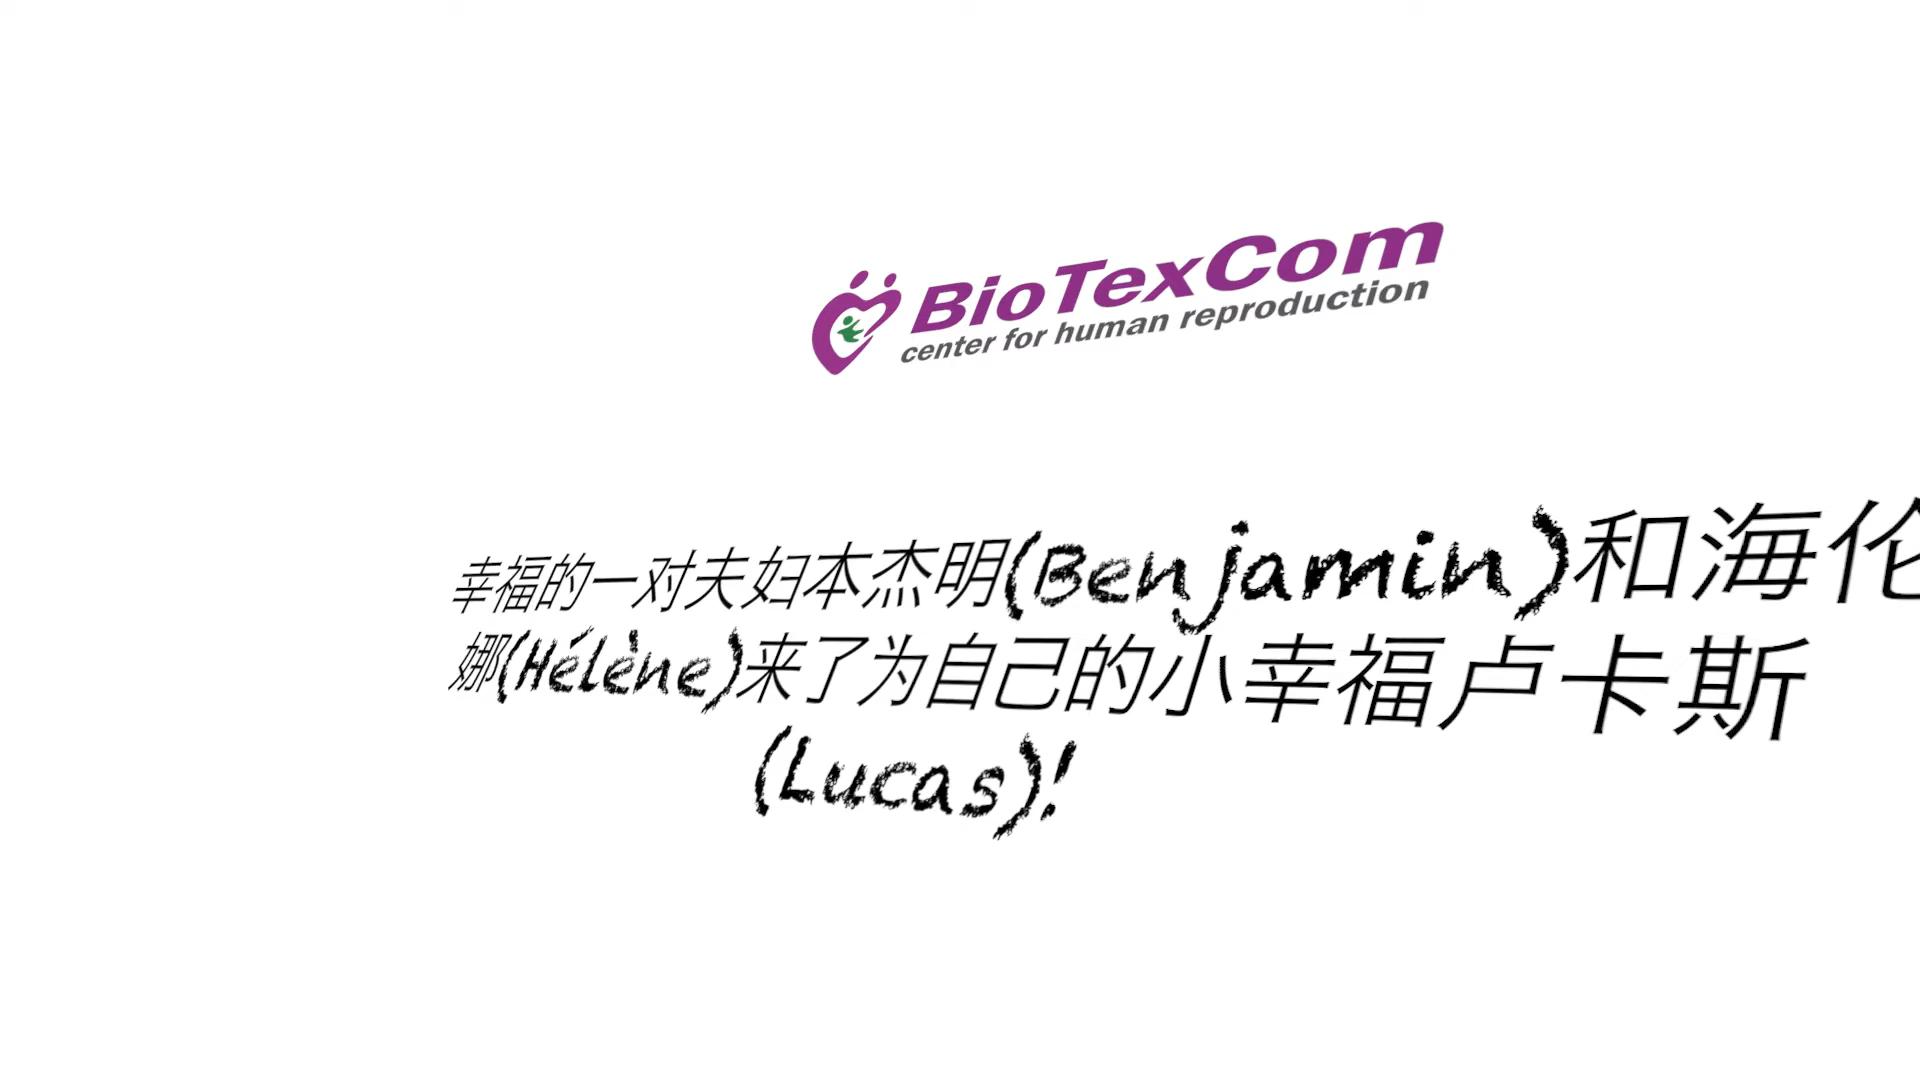 BioTexCom
center for human reproduction
幸福的一对夫妇本杰明(Benjamin)和海伦
娜(Hélène)来了为自己的小幸福卢卡斯
(Lucas)!